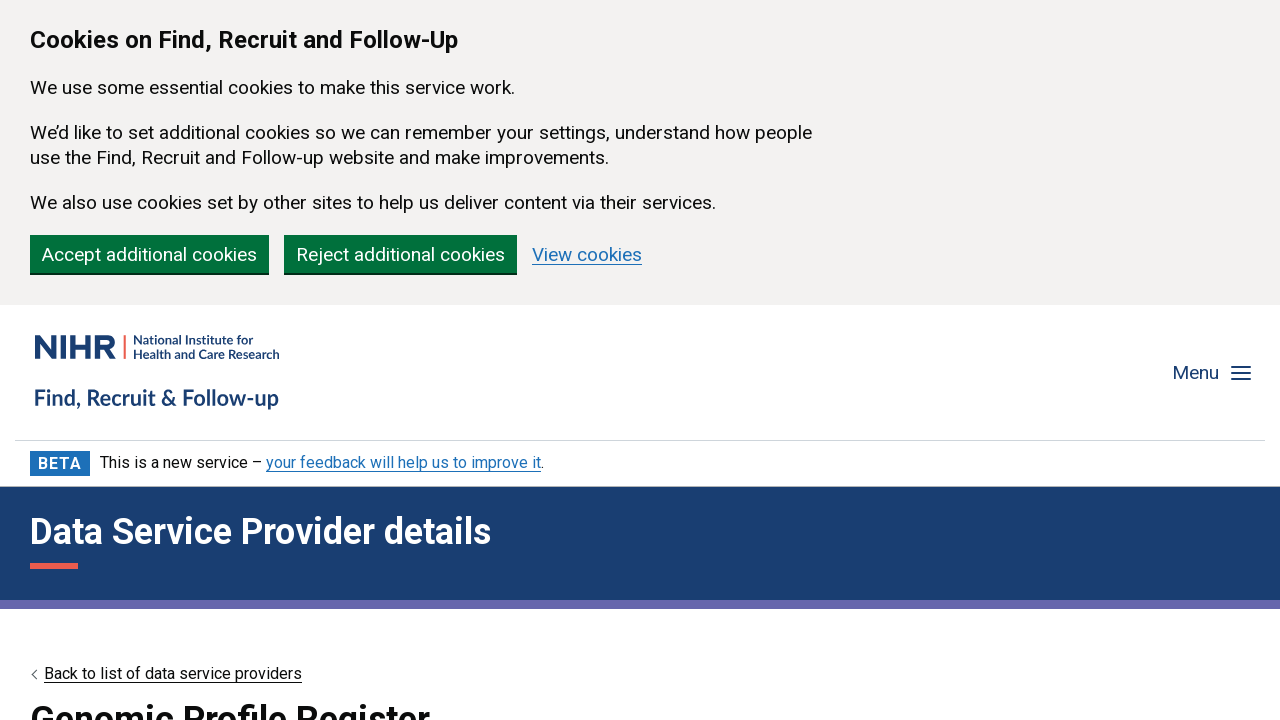 Cookies on Find, Recruit and Follow-Up
We use some essential cookies to make this service work.
We’d like to set additional cookies so we can remember your settings, understand how people
use the Find, Recruit and Follow-up website and make improvements.
We also use cookies set by other sites to help us deliver content via their services.
Accept additional cookies Reject additional cookies View cookies
NIHR National Institute for
Health and Care Research
Find, Recruit & Follow-up
Menu
BETA This is a new service – your feedback will help us to improve it.
Data Service Provider details
Back to list of data service providers
Genomic Profile Register